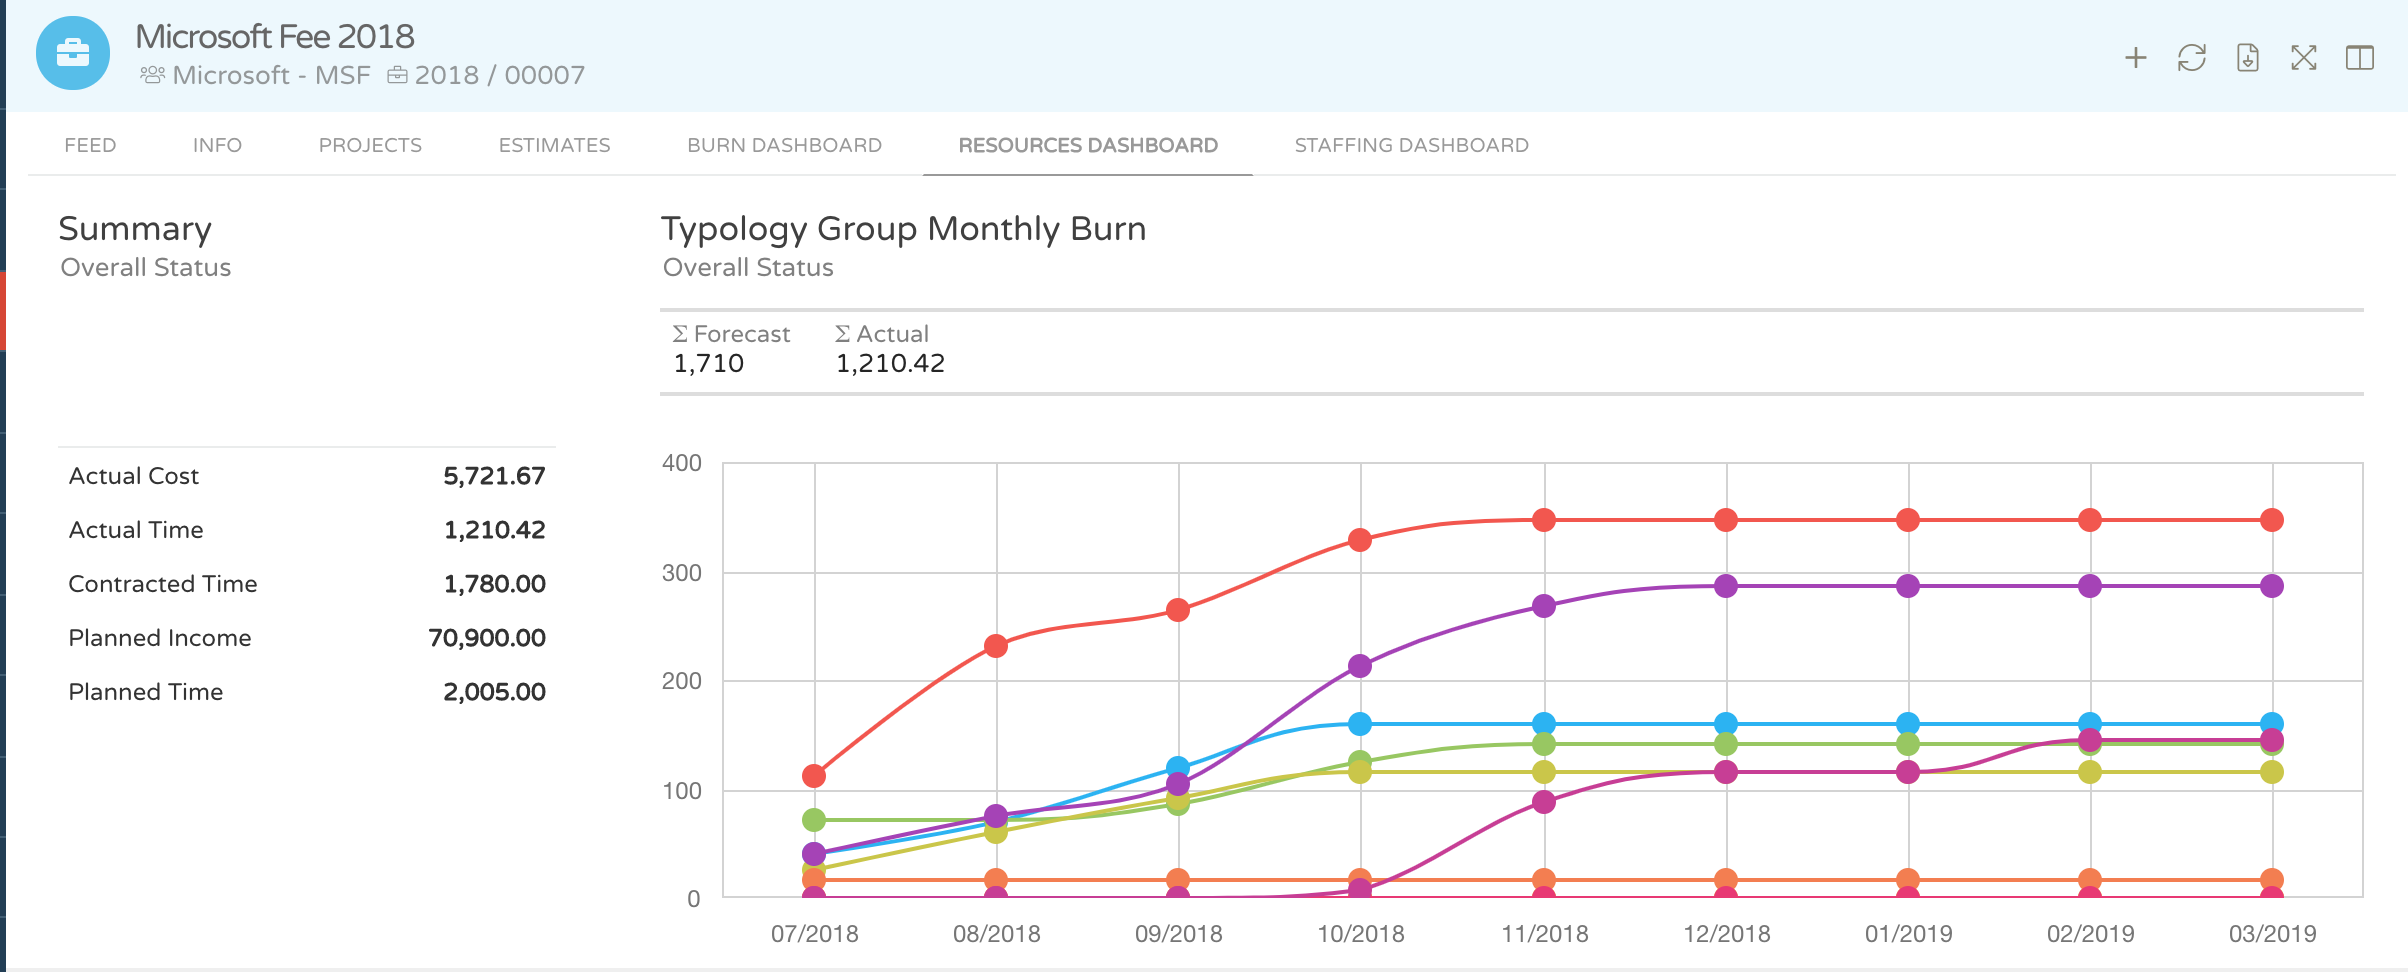 Microsoft Fee 2018
Microsoft - MSF 2018 / 00007
FEED INFO PROJECTS ESTIMATES BURN DASHBOARD RESOURCES DASHBOARD STAFFING DASHBOARD
Summary
Overall Status
Actual Cost 5,721.67
Actual Time 1,210.42
Contracted Time 1,780.00
Planned Income 70,900.00
Planned Time 2,005.00
Typology Group Monthly Burn
Overall Status
Σ Forecast Σ Actual
1,710 1,210.42
400
300
200
100
0
07/2018 08/2018 09/2018 10/2018 11/2018 12/2018 01/2019 02/2019 03/2019